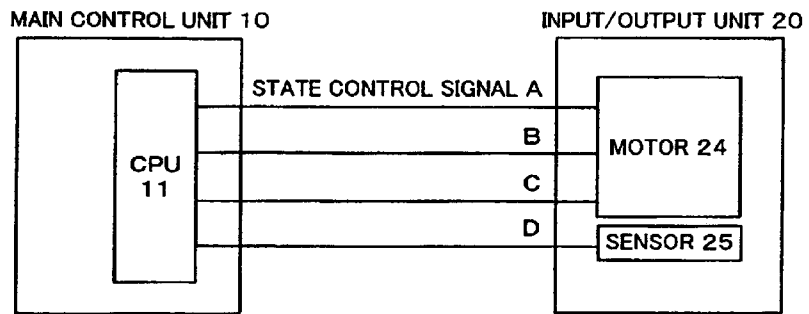 MAIN CONTROL UNIT 10
INPUT/OUTPUT UNIT 20
STATE CONTROL SIGNAL A
B
C
D
CPU
11
MOTOR 24
SENSOR 25